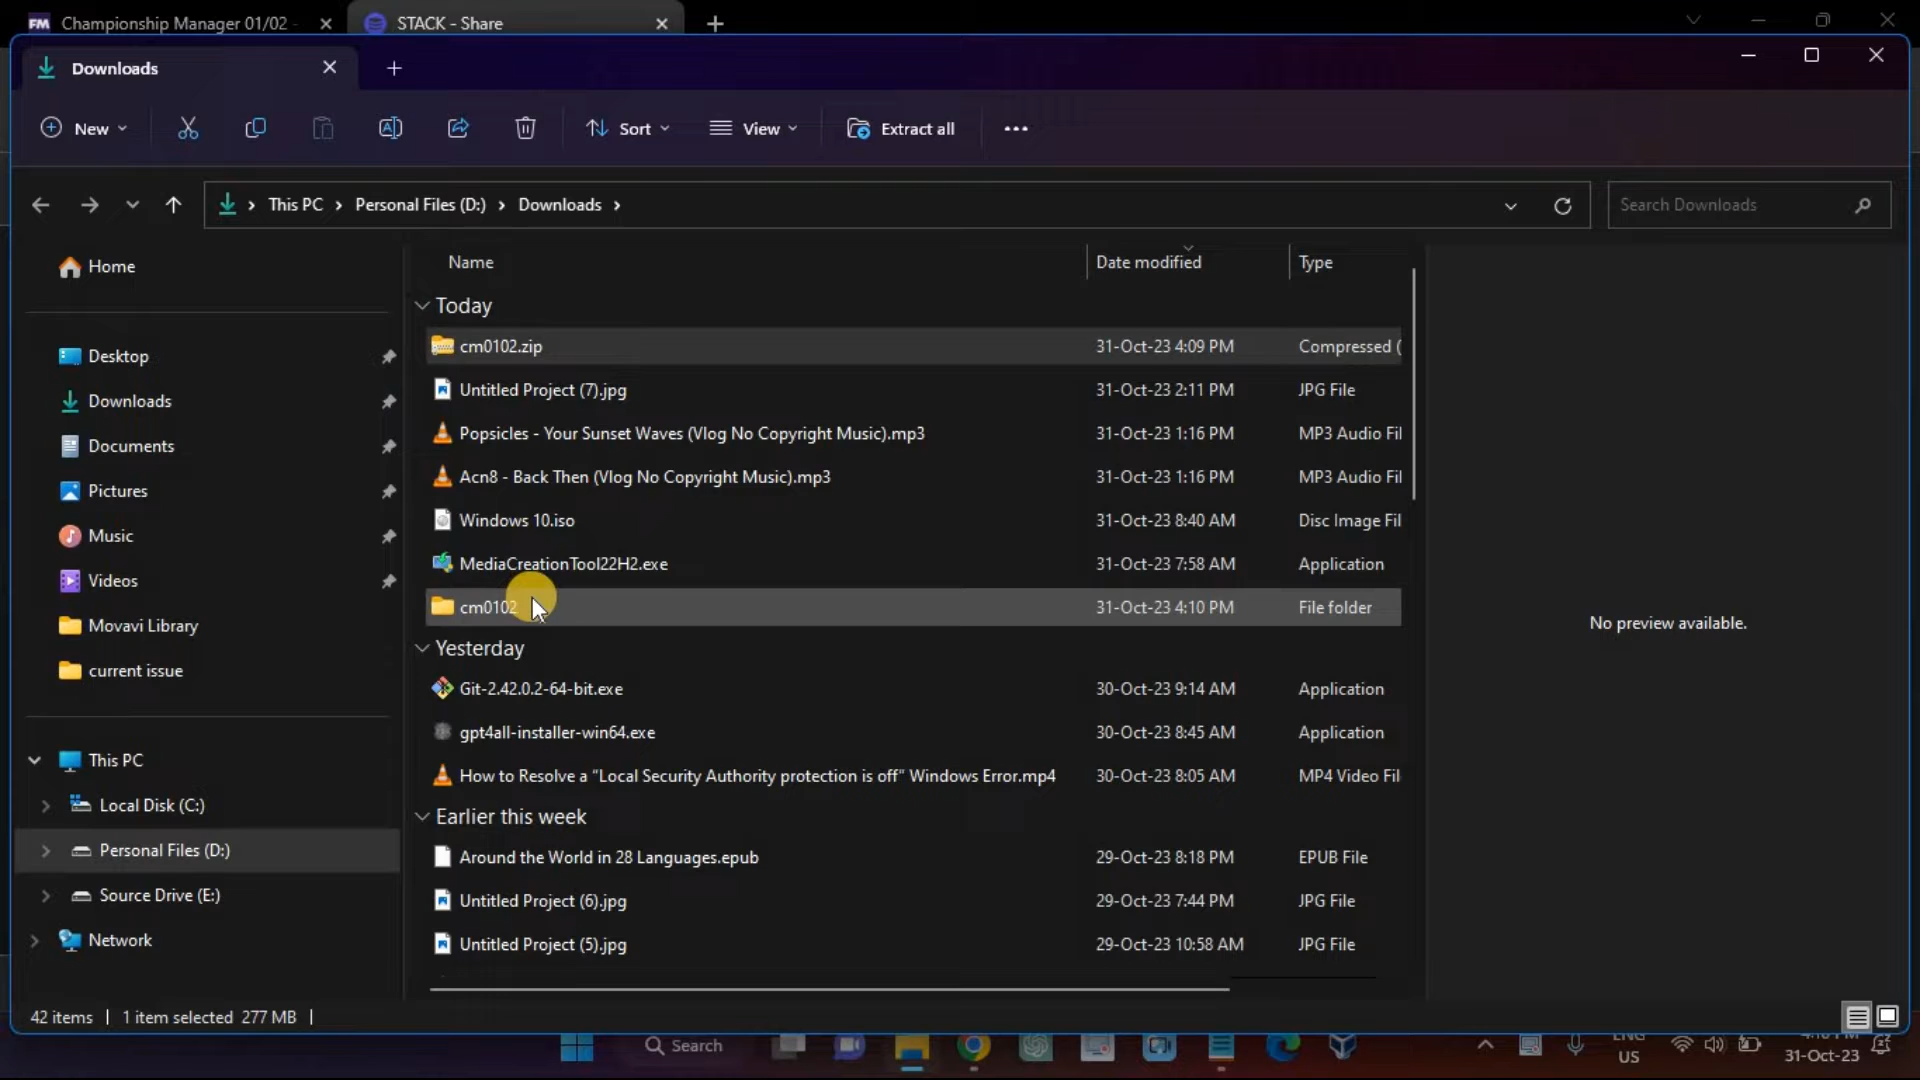 FM Championship Manager 01/02 -
STACK - Share
Downloads
New
Sort
View
Extract all
This PC > Personal Files (D:) > Downloads >
Search Downloads
Home
Desktop
Downloads
Documents
Pictures
Music
Videos
Movavi Library
current issue
This PC
Local Disk (C:)
Personal Files (D:)
Source Drive (E:)
Network
Name Date modified Type
Today
cm0102.zip 31-Oct-23 4:09 PM Compressed (
Untitled Project (7).jpg 31-Oct-23 2:11 PM JPG File
Popsicles - Your Sunset Waves (Vlog No Copyright Music).mp3 31-Oct-23 1:16 PM MP3 Audio Fil
Acn8 - Back Then (Vlog No Copyright Music).mp3 31-Oct-23 1:16 PM MP3 Audio Fil
Windows 10.iso 31-Oct-23 8:40 AM Disc Image Fil
MediaCreationTool22H2.exe 31-Oct-23 7:58 AM Application
cm0102 31-Oct-23 4:10 PM File folder
Yesterday
Git-2.42.0.2-64-bit.exe 30-Oct-23 9:14 AM Application
gpt4all-installer-win64.exe 30-Oct-23 8:45 AM Application
How to Resolve a "Local Security Authority protection is off" Windows Error.mp4 30-Oct-23 8:05 AM MP4 Video Fil
Earlier this week
Around the World in 28 Languages.epub 29-Oct-23 8:18 PM EPUB File
Untitled Project (6).jpg 29-Oct-23 7:44 PM JPG File
Untitled Project (5).jpg 29-Oct-23 10:58 AM JPG File
No preview available.
42 items | 1 item selected 277 MB |
Search
ENG
US
31-Oct-23